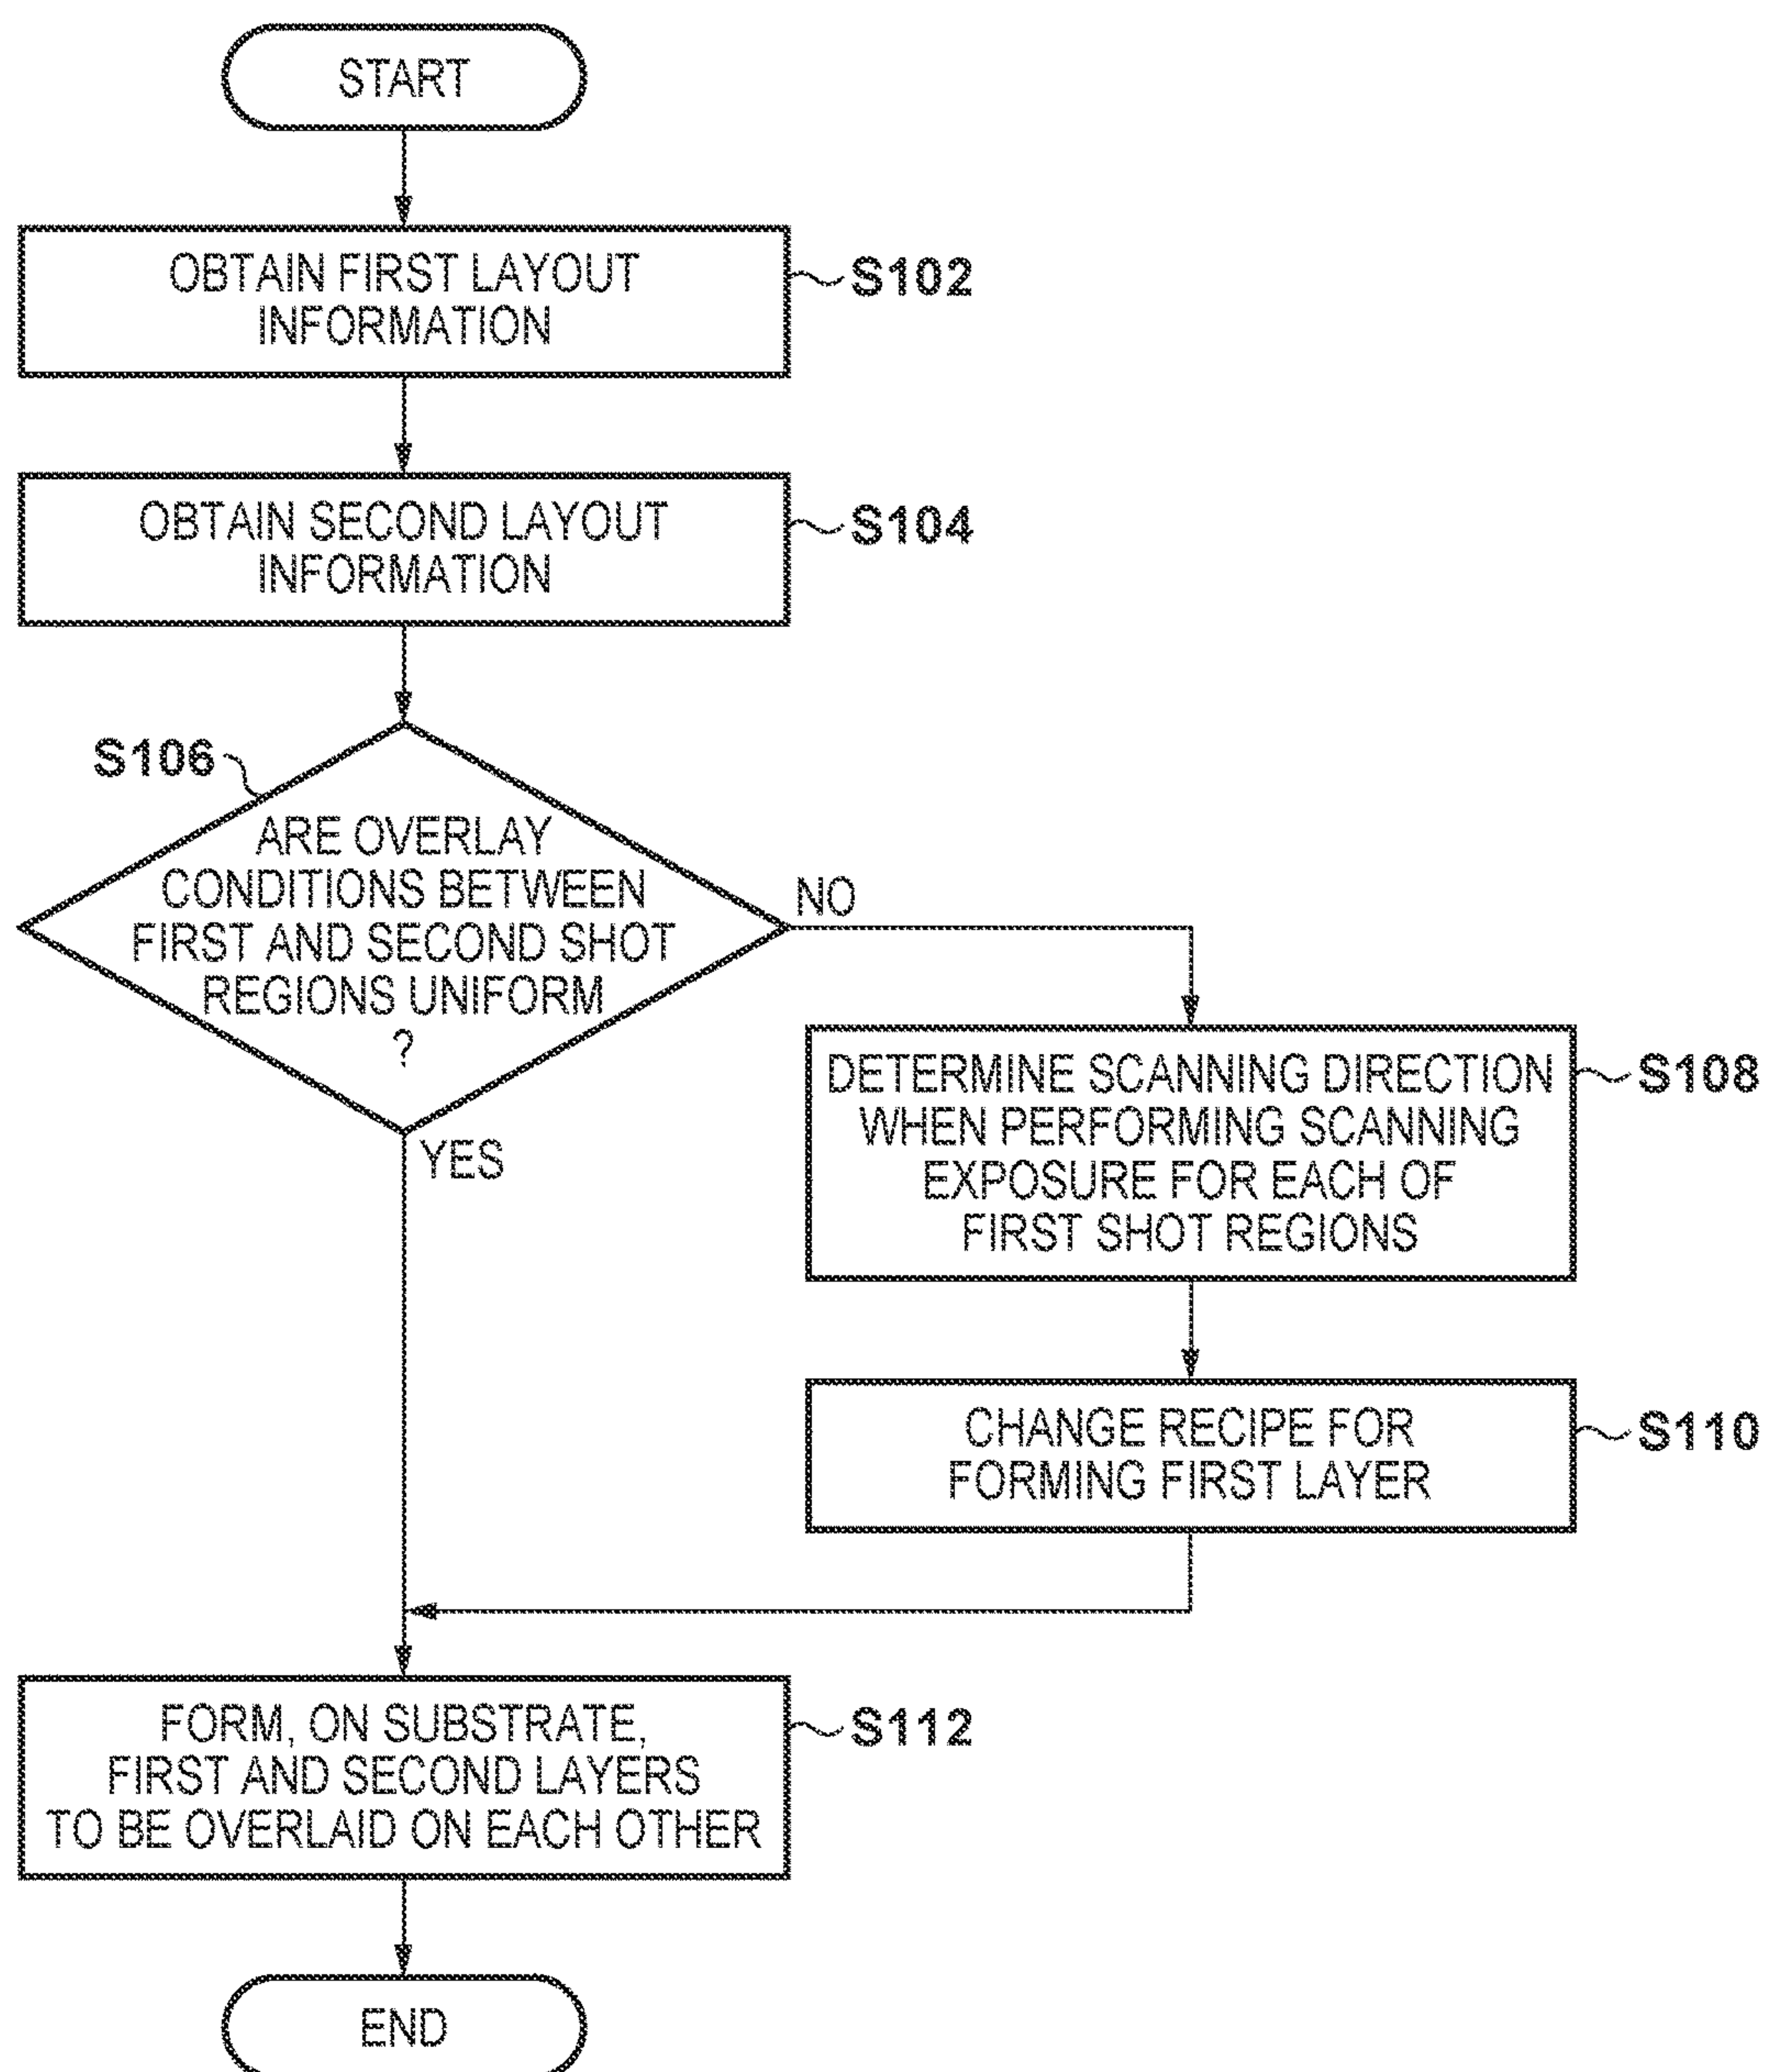 START
OBTAIN FIRST LAYOUT
INFORMATION
S102
OBTAIN SECOND LAYOUT
INFORMATION
S104
S106
ARE OVERLAY
CONDITIONS BETWEEN
FIRST AND SECOND SHOT
REGIONS UNIFORM
?
NO
YES
DETERMINE SCANNING DIRECTION
WHEN PERFORMING SCANNING
EXPOSURE FOR EACH OF
FIRST SHOT REGIONS
S108
CHANGE RECIPE FOR
FORMING FIRST LAYER
S110
FORM, ON SUBSTRATE,
FIRST AND SECOND LAYERS
TO BE OVERLAID ON EACH OTHER
S112
END